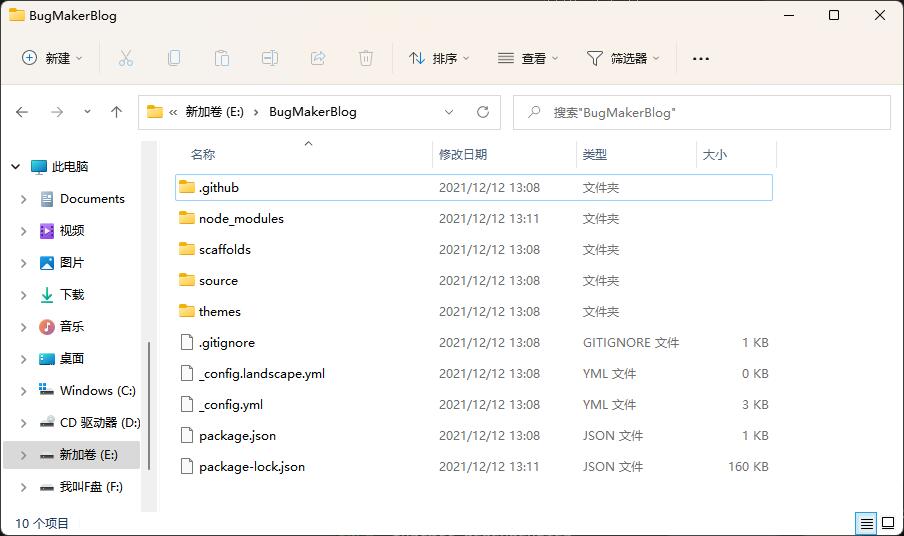 BugMakerBlog
新建 排序 查看 筛选器
« 新加卷 (E:) > BugMakerBlog 搜索"BugMakerBlog"
名称 修改日期 类型 大小
此电脑
Documents
视频
图片
下载
音乐
桌面
Windows (C:)
CD 驱动器 (D:)
新加卷 (E:)
我叫F盘 (F:)
.github 2021/12/12 13:08 文件夹
node_modules 2021/12/12 13:11 文件夹
scaffolds 2021/12/12 13:08 文件夹
source 2021/12/12 13:08 文件夹
themes 2021/12/12 13:08 文件夹
.gitignore 2021/12/12 13:08 GITIGNORE 文件 1 KB
_config.landscape.yml 2021/12/12 13:08 YML 文件 0 KB
_config.yml 2021/12/12 13:08 YML 文件 3 KB
package.json 2021/12/12 13:08 JSON 文件 1 KB
package-lock.json 2021/12/12 13:11 JSON 文件 160 KB
10 个项目